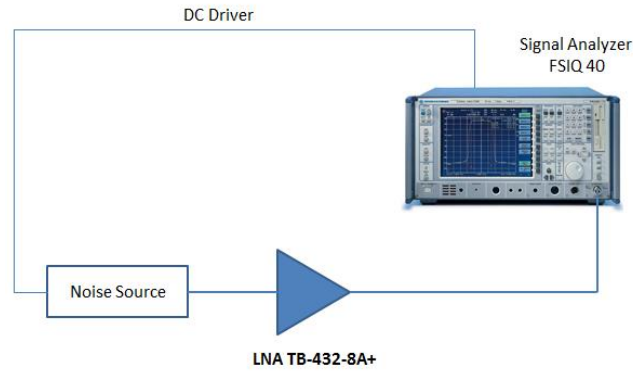 DC Driver
Signal Analyzer
FSIQ 40
Noise Source
LNA TB-432-8A+